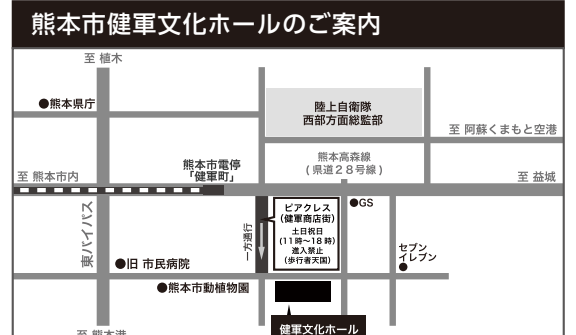 熊本市健軍文化ホールのご案内
至 植木
●熊本県庁
陸上自衛隊
西部方面総監部
至 阿蘇くまもと空港
熊本市電停
「健軍町」
熊本高森線
(県道28号線)
至 熊本市内
至 益城
東バイパス
一方通行
ピアクレス
(健軍商店街)
土日祝日
(11時〜18時)
進入禁止
(歩行者天国)
●GS
セブン
イレブン
●
●旧 市民病院
●熊本市動植物園
健軍文化ホール
至 熊本港